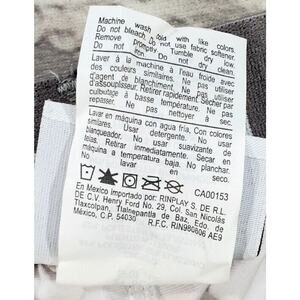 Machine wash cold with like colors.
Do not bleach. Do not use fabric softener.
Remove promptly. Tumble dry low.
Do not iron. Do not dry clean.
Laver à la machine à l'eau froide avec
des couleurs similaires. Ne pas utiliser
d'agent de blanchiment. Ne pas utiliser
d'assouplisseur. Retirer rapidement. Sécher par
culbutage à basse température. Ne pas
repasser. Ne pas nettoyer à sec.
Lavar en máquina con agua fría. Con colores
similares. Usar detergente. No usar
blanqueador. No usar suavizante de
telas. Retirar inmediatamente. Secar en
máquina a temperatura baja. No planchar.
No lavar en seco.
CA00153
En Mexico Importado por: RINPLAY S. DE R.L.
DE C.V. Henry Ford No. 29, Col. San Nicolás
Tlaxcolpan, Tlalnepantla de Baz, Edo. de
México, C.P. 54030 R.F.C. RIN980606 AE9